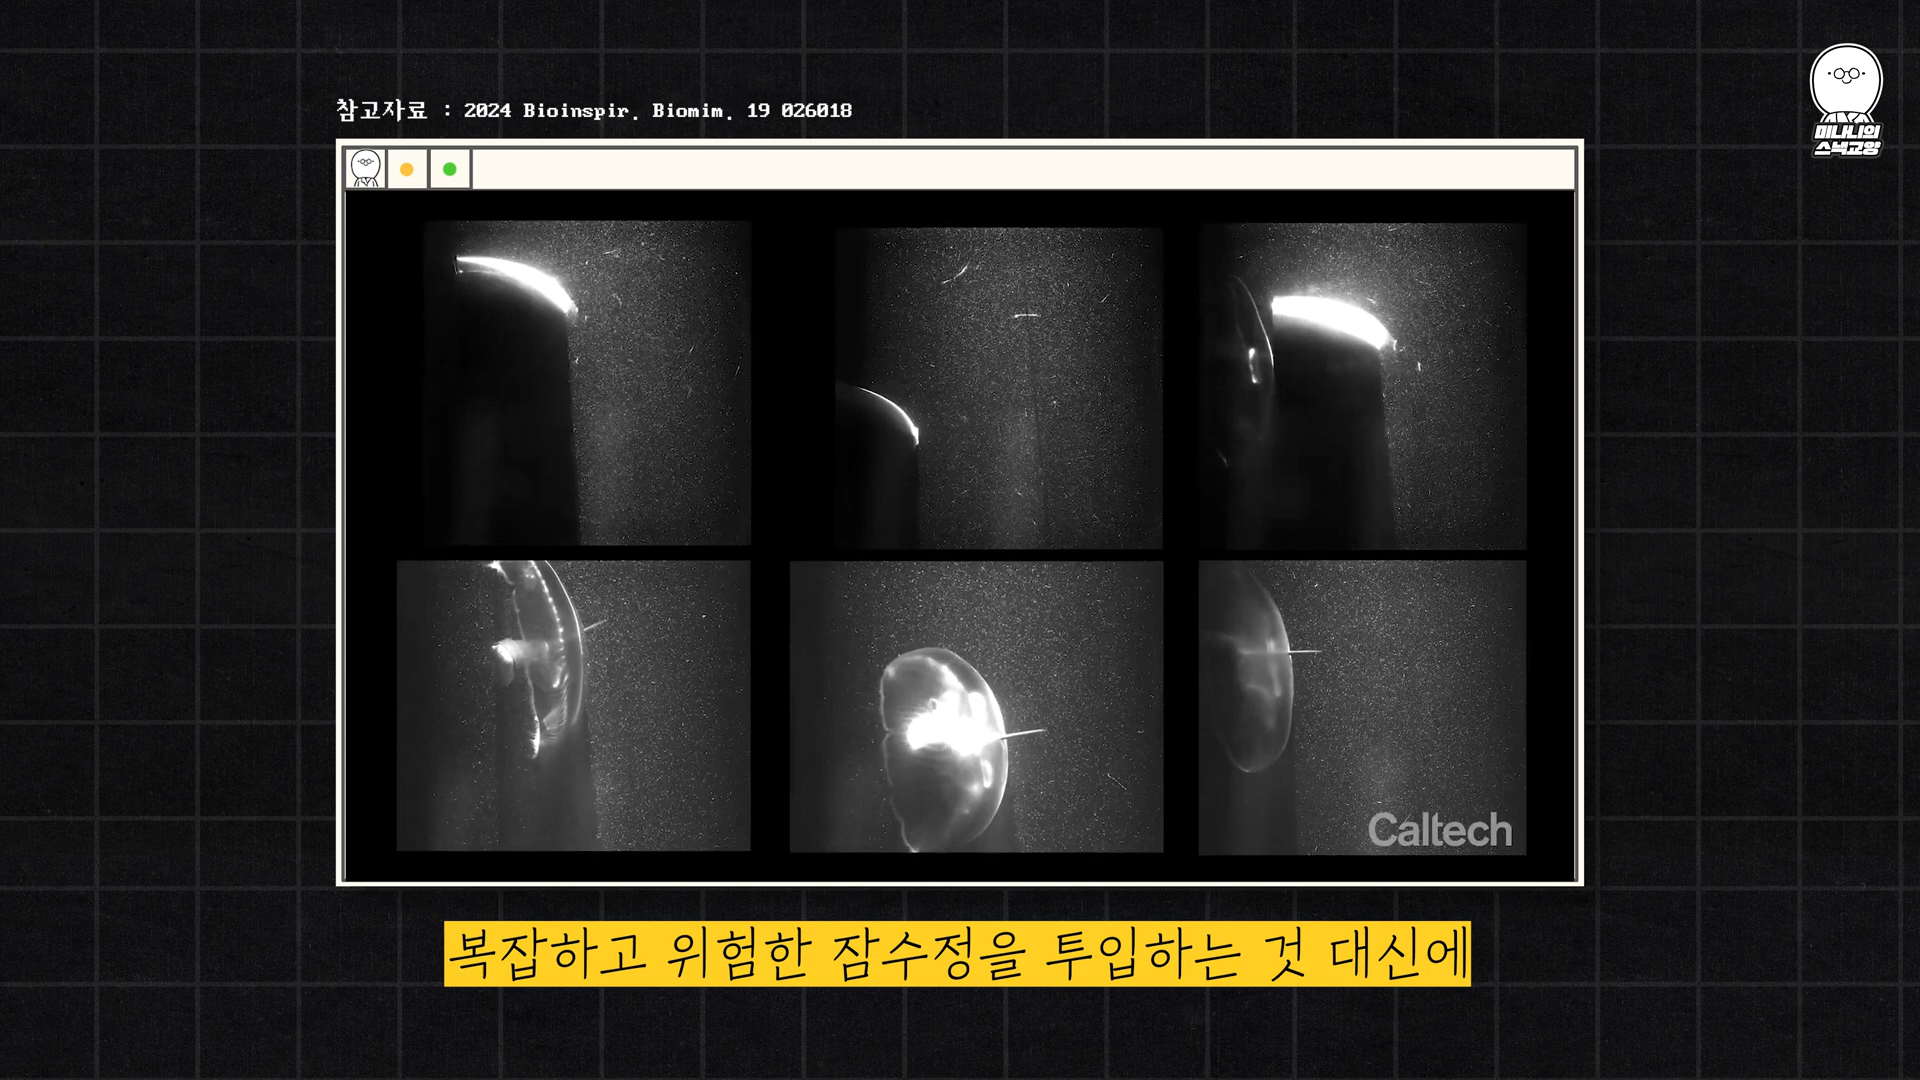 참고자료 : 2024 Bioinspir. Biomim. 19 026018
미나니의
스낵교양
Caltech
복잡하고 위험한 잠수정을 투입하는 것 대신에